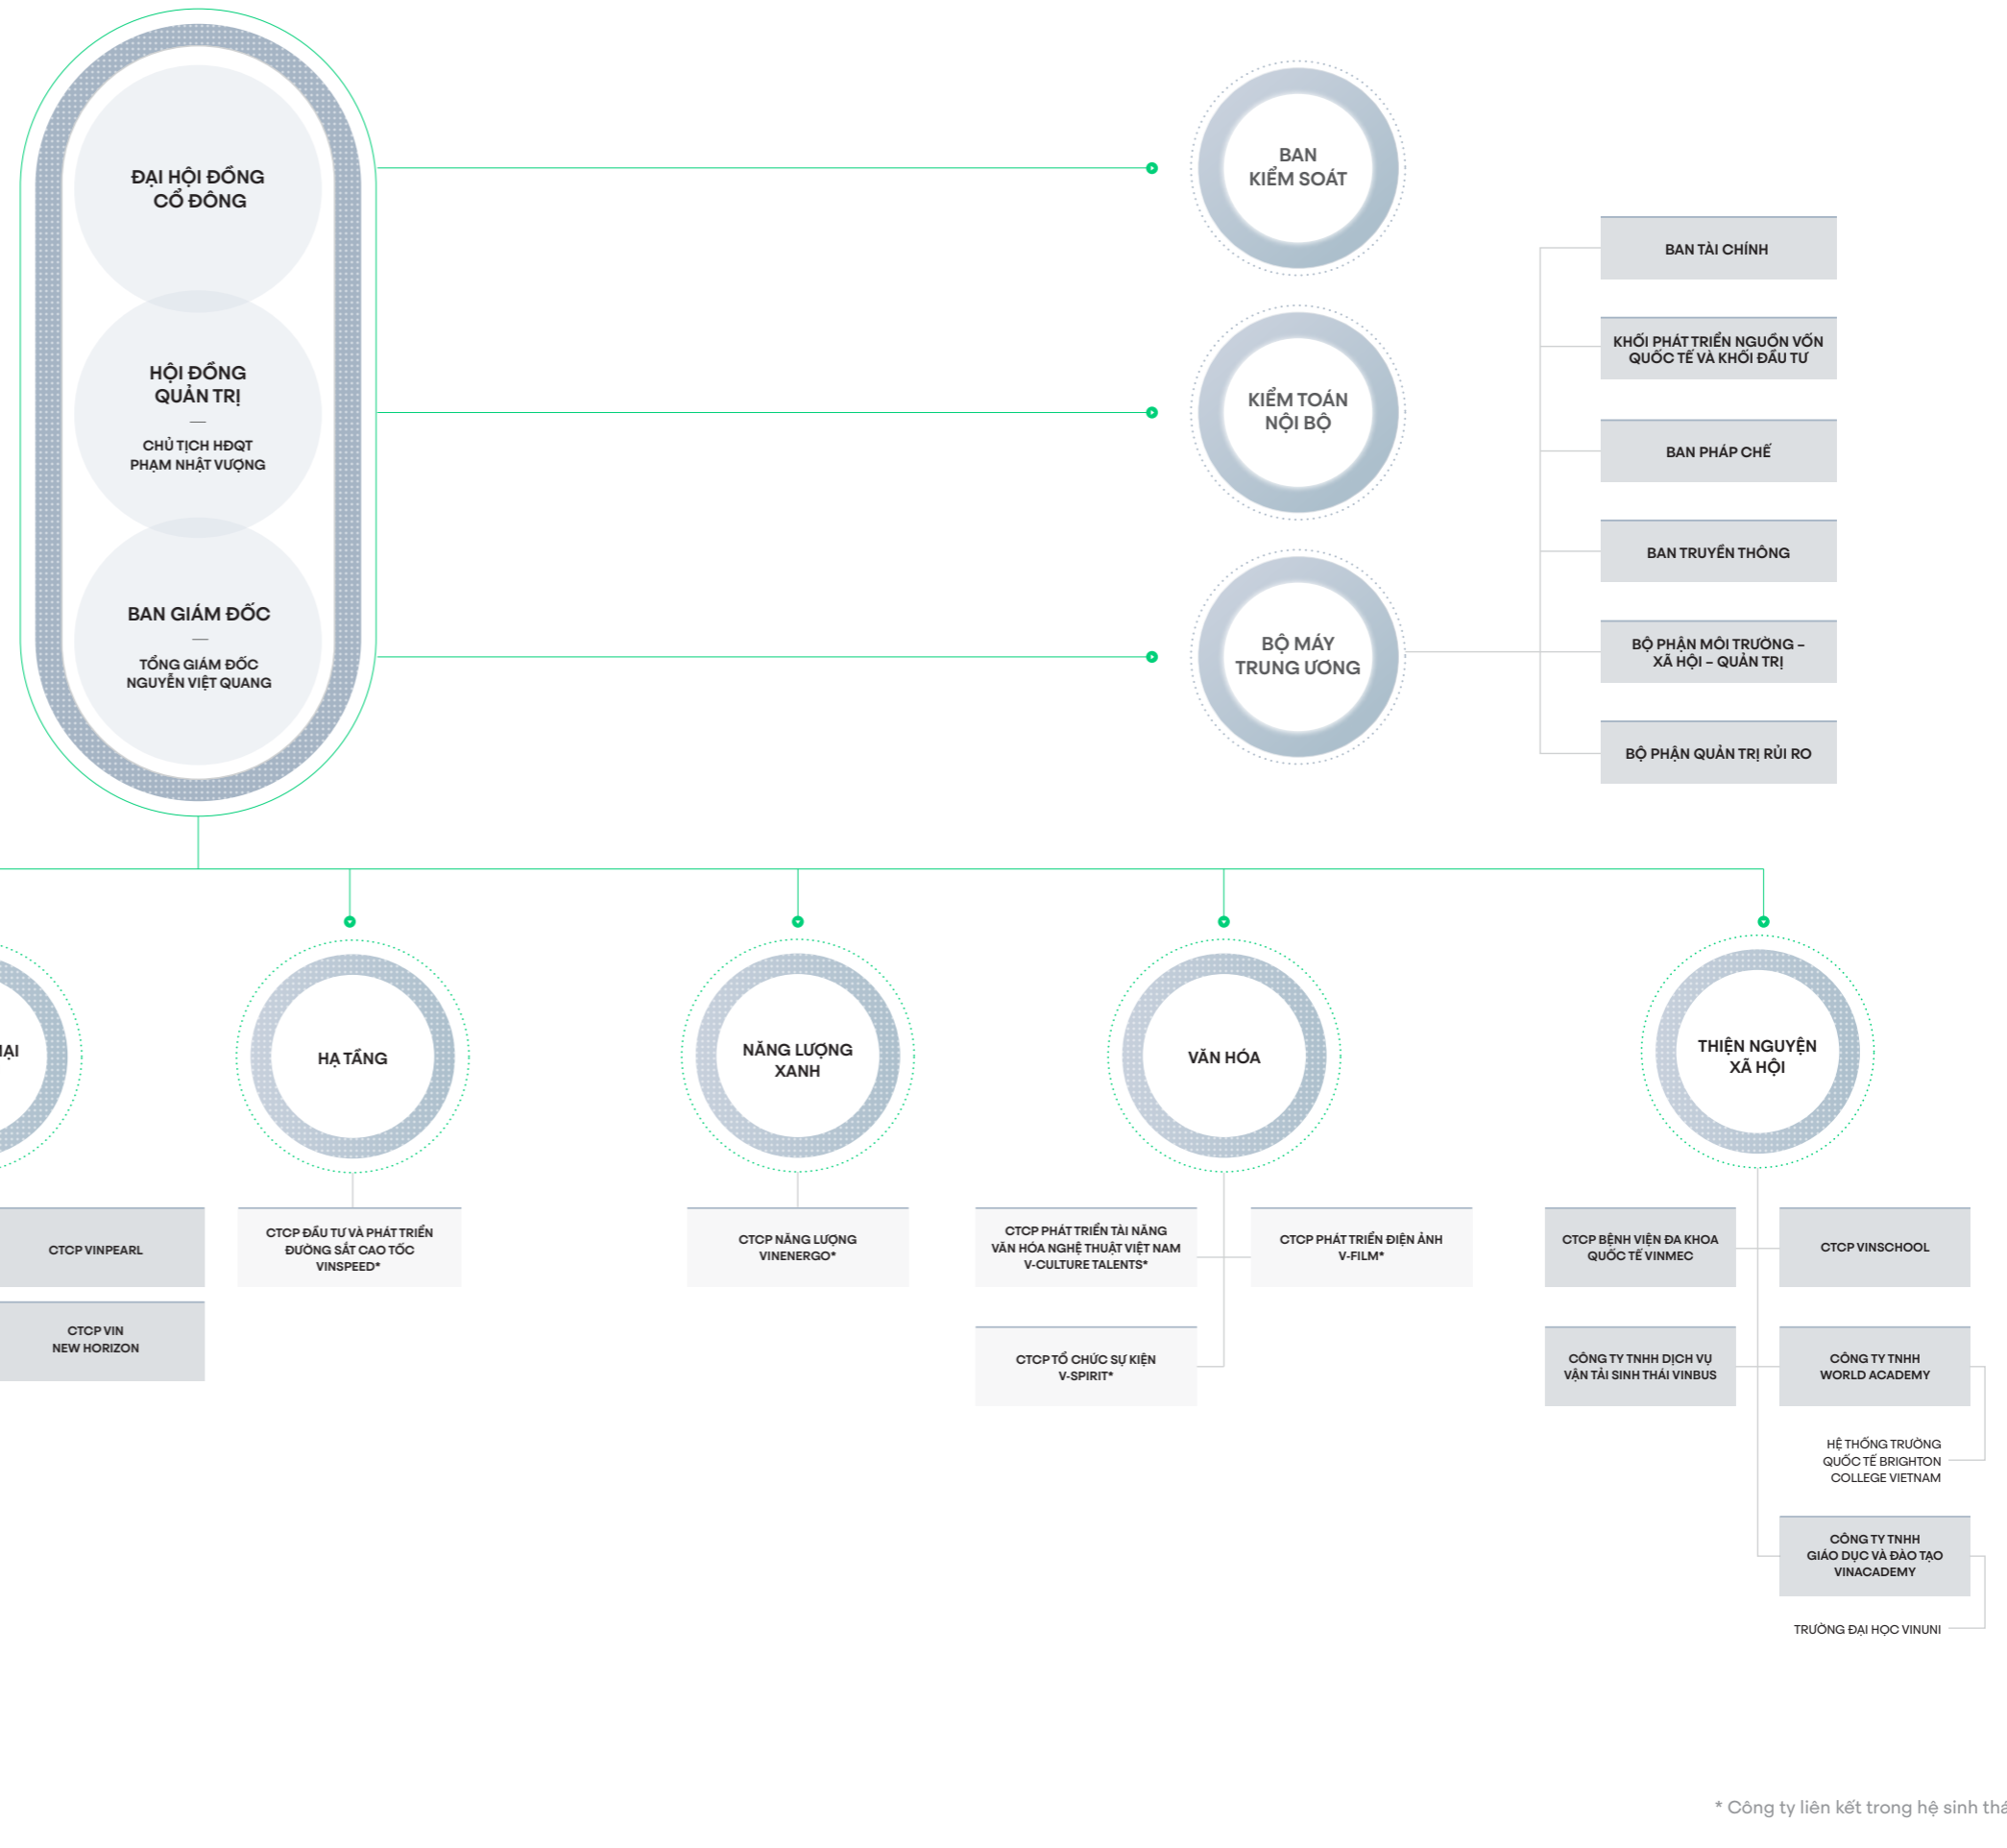 ĐẠI HỘI ĐỒNG
CỔ ĐÔNG
HỘI ĐỒNG
QUẢN TRỊ
CHỦ TỊCH HĐQT
PHẠM NHẬT VƯỢNG
BAN GIÁM ĐỐC
TỔNG GIÁM ĐỐC
NGUYỄN VIỆT QUANG
BAN
KIỂM SOÁT
KIỂM TOÁN
NỘI BỘ
BỘ MÁY
TRUNG ƯƠNG
BAN TÀI CHÍNH
KHỐI PHÁT TRIỂN NGUỒN VỐN
QUỐC TẾ VÀ KHỐI ĐẦU TƯ
BAN PHÁP CHẾ
BAN TRUYỀN THÔNG
BỘ PHẬN MÔI TRƯỜNG –
XÃ HỘI – QUẢN TRỊ
BỘ PHẬN QUẢN TRỊ RỦI RO
CTCP VINPEARL
CTCP VIN
NEW HORIZON
HẠ TẦNG
CTCP ĐẦU TƯ VÀ PHÁT TRIỂN
ĐƯỜNG SẮT CAO TỐC
VINSPEED*
NĂNG LƯỢNG
XANH
CTCP NĂNG LƯỢNG
VINENERGO*
VĂN HÓA
CTCP PHÁT TRIỂN TÀI NĂNG
VĂN HÓA NGHỆ THUẬT VIỆT NAM
V-CULTURE TALENTS*
CTCP PHÁT TRIỂN ĐIỆN ẢNH
V-FILM*
CTCP TỔ CHỨC SỰ KIỆN
V-SPIRIT*
THIỆN NGUYỆN
XÃ HỘI
CTCP BỆNH VIỆN ĐA KHOA
QUỐC TẾ VINMEC
CTCP VINSCHOOL
CÔNG TY TNHH DỊCH VỤ
VẬN TẢI SINH THÁI VINBUS
CÔNG TY TNHH
WORLD ACADEMY
HỆ THỐNG TRƯỜNG
QUỐC TẾ BRIGHTON
COLLEGE VIETNAM
CÔNG TY TNHH
GIÁO DỤC VÀ ĐÀO TẠO
VINACADEMY
TRƯỜNG ĐẠI HỌC VINUNI
* Công ty liên kết trong hệ sinh